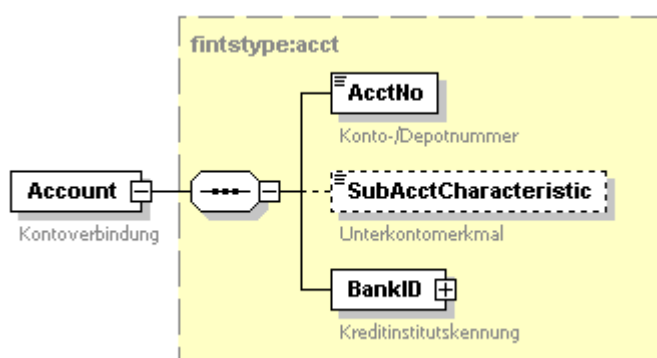 fintstype:acct
AcctNo
Konto-/Depotnummer
Account
Kontoverbindung
SubAcctCharacteristic
Unterkontomerkmal
BankID
Kreditinstitutskennung